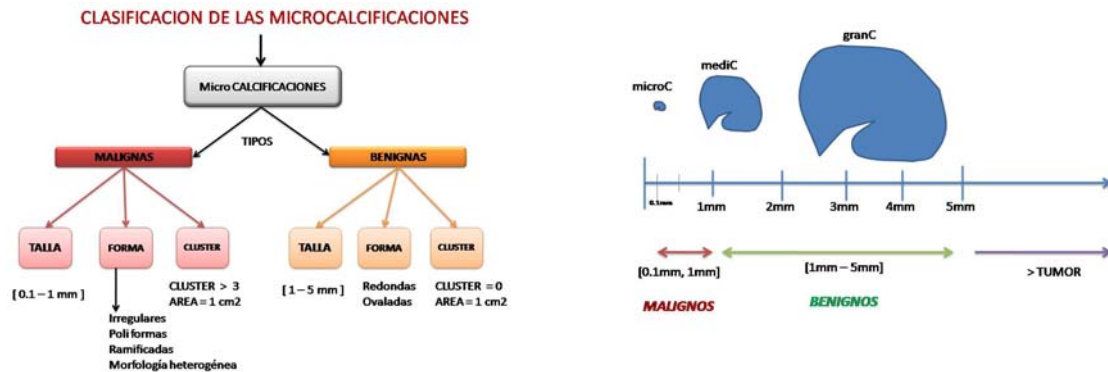 CLASIFICACION DE LAS MICROCALCIFICACIONES
Micro CALCIFICACIONES
TIPOS
MALIGNAS
BENIGNAS
TALLA
FORMA
CLUSTER
TALLA
FORMA
CLUSTER
[ 0.1 – 1 mm ]
CLUSTER > 3
AREA = 1 cm2
[ 1 – 5 mm ]
Redondas
Ovaladas
CLUSTER = 0
AREA = 1 cm2
Irregulares
Poli formas
Ramificadas
Morfología heterogénea
granC
mediC
microC
0.1mm
1mm
2mm
3mm
4mm
5mm
[0.1mm, 1mm]
[1mm – 5mm]
> TUMOR
MALIGNOS
BENIGNOS